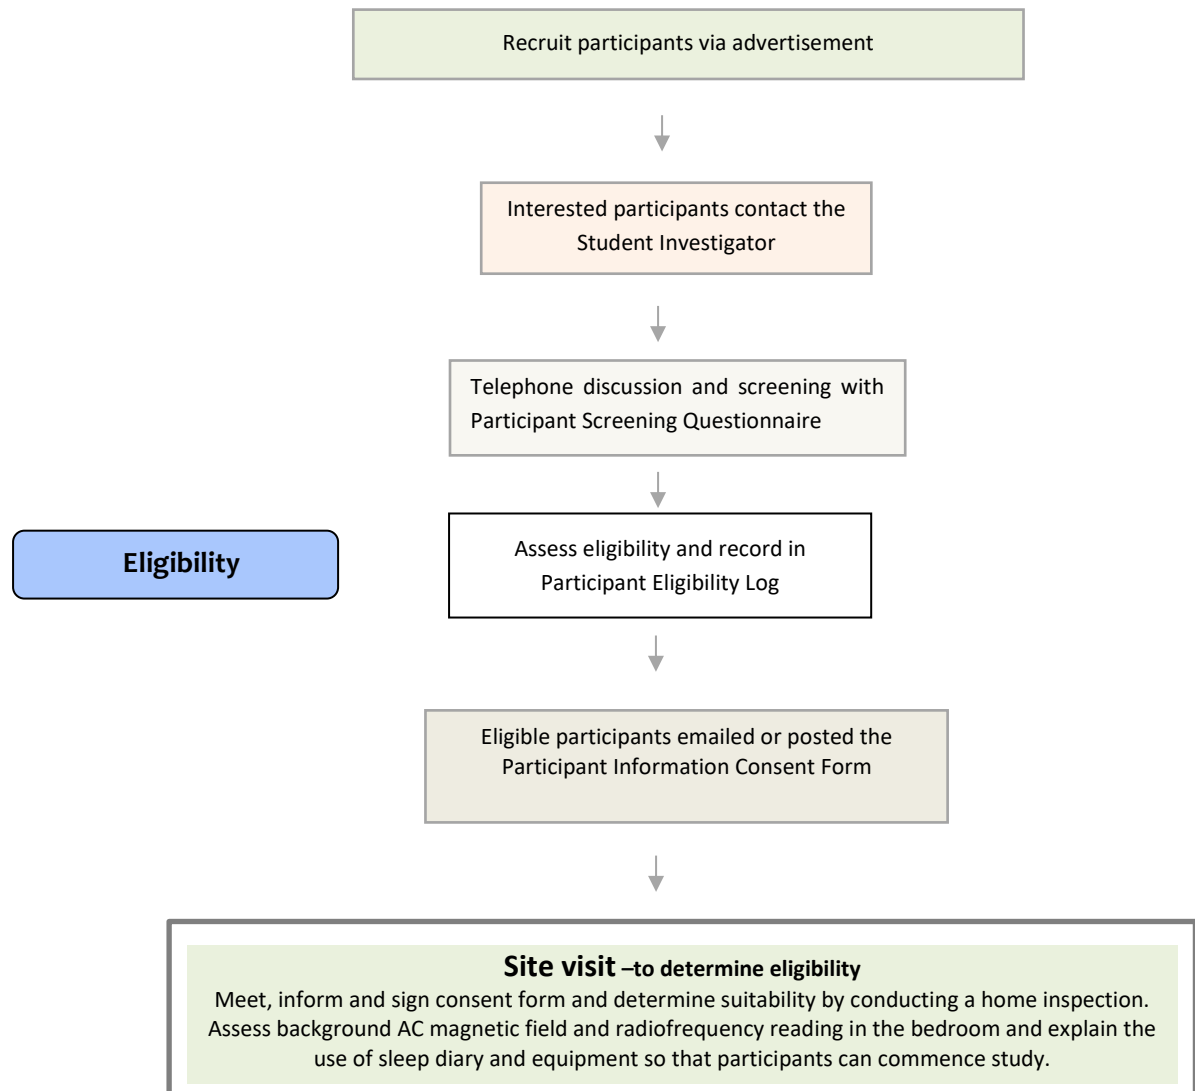 Recruit participants via advertisement
Interested participants contact the
Student Investigator
Telephone discussion and screening with
Participant Screening Questionnaire
Eligibility
Assess eligibility and record in
Participant Eligibility Log
Eligible participants emailed or posted the
Participant Information Consent Form
Site visit –to determine eligibility
Meet, inform and sign consent form and determine suitability by conducting a home inspection.
Assess background AC magnetic field and radiofrequency reading in the bedroom and explain the
use of sleep diary and equipment so that participants can commence study.